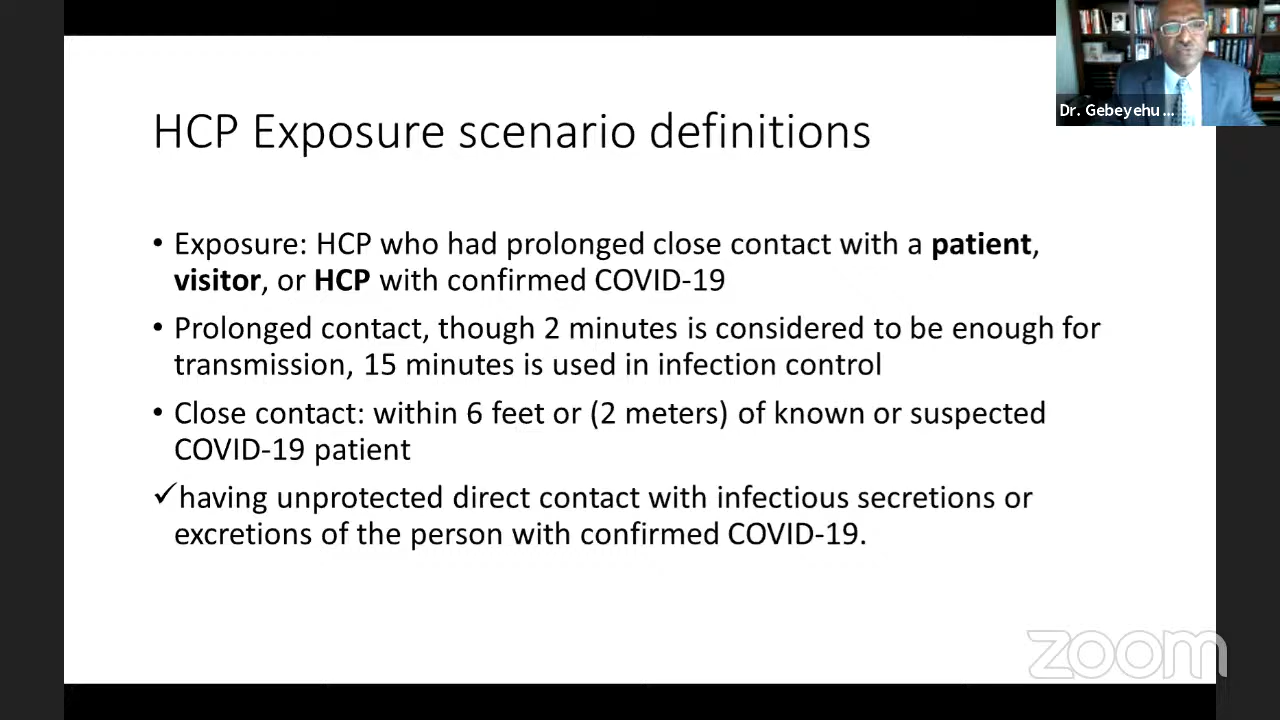 Dr. Gebeyehu ...
HCP Exposure scenario definitions
• Exposure: HCP who had prolonged close contact with a patient,
visitor, or HCP with confirmed COVID-19
• Prolonged contact, though 2 minutes is considered to be enough for
transmission, 15 minutes is used in infection control
• Close contact: within 6 feet or (2 meters) of known or suspected
COVID-19 patient
✓having unprotected direct contact with infectious secretions or
excretions of the person with confirmed COVID-19.
zoom